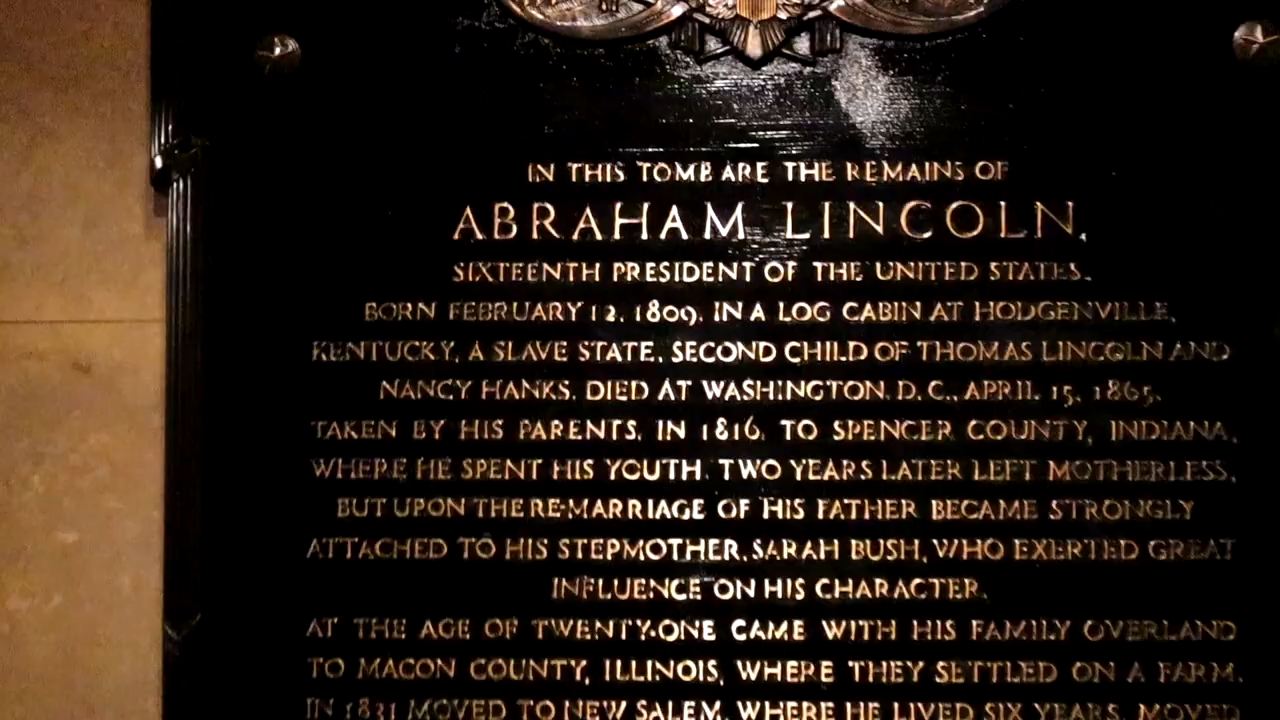 IN THIS TOMB ARE THE REMAINS OF
ABRAHAM LINCOLN,
SIXTEENTH PRESIDENT OF THE UNITED STATES.
BORN FEBRUARY 12, 1809, IN A LOG CABIN AT HODGENVILLE,
KENTUCKY, A SLAVE STATE, SECOND CHILD OF THOMAS LINCOLN AND
NANCY HANKS. DIED AT WASHINGTON, D.C., APRIL 15, 1865.
TAKEN BY HIS PARENTS, IN 1816, TO SPENCER COUNTY, INDIANA,
WHERE HE SPENT HIS YOUTH. TWO YEARS LATER LEFT MOTHERLESS,
BUT UPON THE RE-MARRIAGE OF HIS FATHER BECAME STRONGLY
ATTACHED TO HIS STEPMOTHER, SARAH BUSH, WHO EXERTED GREAT
INFLUENCE ON HIS CHARACTER.
AT THE AGE OF TWENTY-ONE CAME WITH HIS FAMILY OVERLAND
TO MACON COUNTY, ILLINOIS, WHERE THEY SETTLED ON A FARM.
IN 1831 MOVED TO NEW SALEM, WHERE HE LIVED SIX YEARS, MOVED